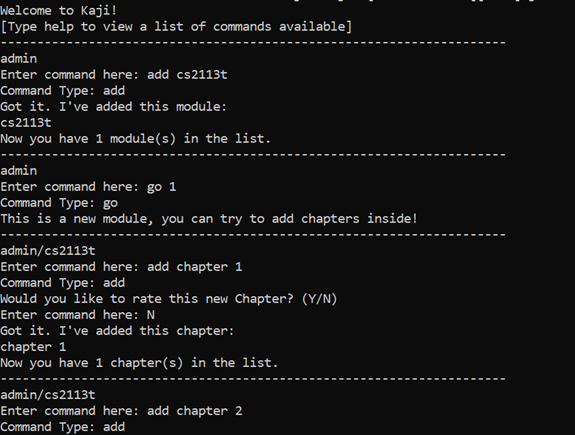 Welcome to Kaji!
[Type help to view a list of commands available]
----------------------------------------------------------------------
admin
Enter command here: add cs2113t
Command Type: add
Got it. I've added this module:
cs2113t
Now you have 1 module(s) in the list.
----------------------------------------------------------------------
admin
Enter command here: go 1
Command Type: go
This is a new module, you can try to add chapters inside!
----------------------------------------------------------------------
admin/cs2113t
Enter command here: add chapter 1
Command Type: add
Would you like to rate this new Chapter? (Y/N)
Enter command here: N
Got it. I've added this chapter:
chapter 1
Now you have 1 chapter(s) in the list.
----------------------------------------------------------------------
admin/cs2113t
Enter command here: add chapter 2
Command Type: add